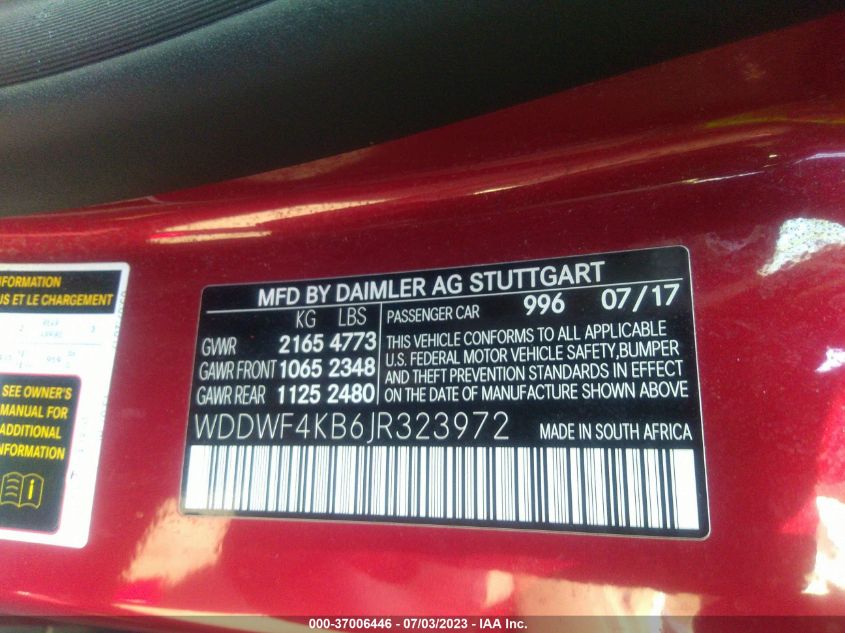 NFORMATION
US ET LE CHARGEMENT
SEE OWNER'S
MANUAL FOR
ADDITIONAL
INFORMATION
MFD BY DAIMLER AG STUTTGART
KG LBS
GVWR 2165 4773
GAWR FRONT 1065 2348
GAWR REAR 1125 2480
PASSENGER CAR 996 07/17
THIS VEHICLE CONFORMS TO ALL APPLICABLE
U.S. FEDERAL MOTOR VEHICLE SAFETY, BUMPER
AND THEFT PREVENTION STANDARDS IN EFFECT
ON THE DATE OF MANUFACTURE SHOWN ABOVE
WDDWF4KB6JR323972 MADE IN SOUTH AFRICA
000-37006446 - 07/03/2023 - IAA Inc.